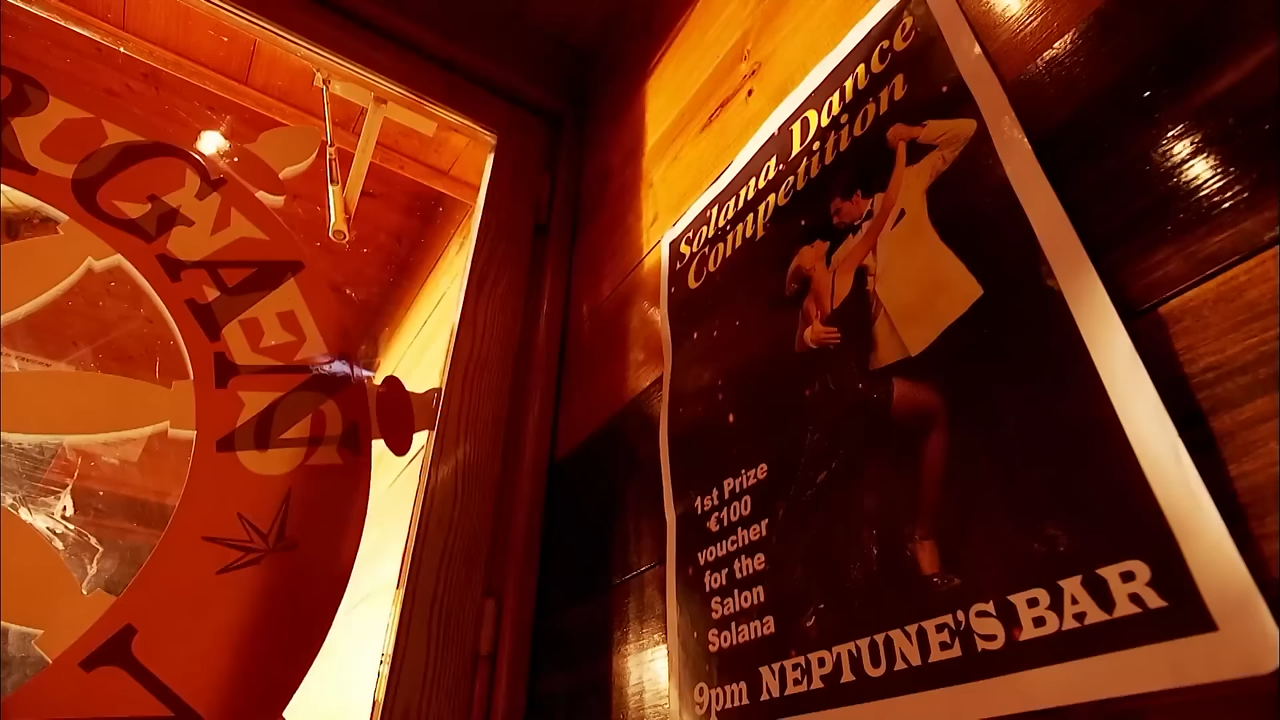 Solana Dance
Competition
1st Prize
€100
voucher
for the
Salon
Solana
9pm NEPTUNE'S BAR